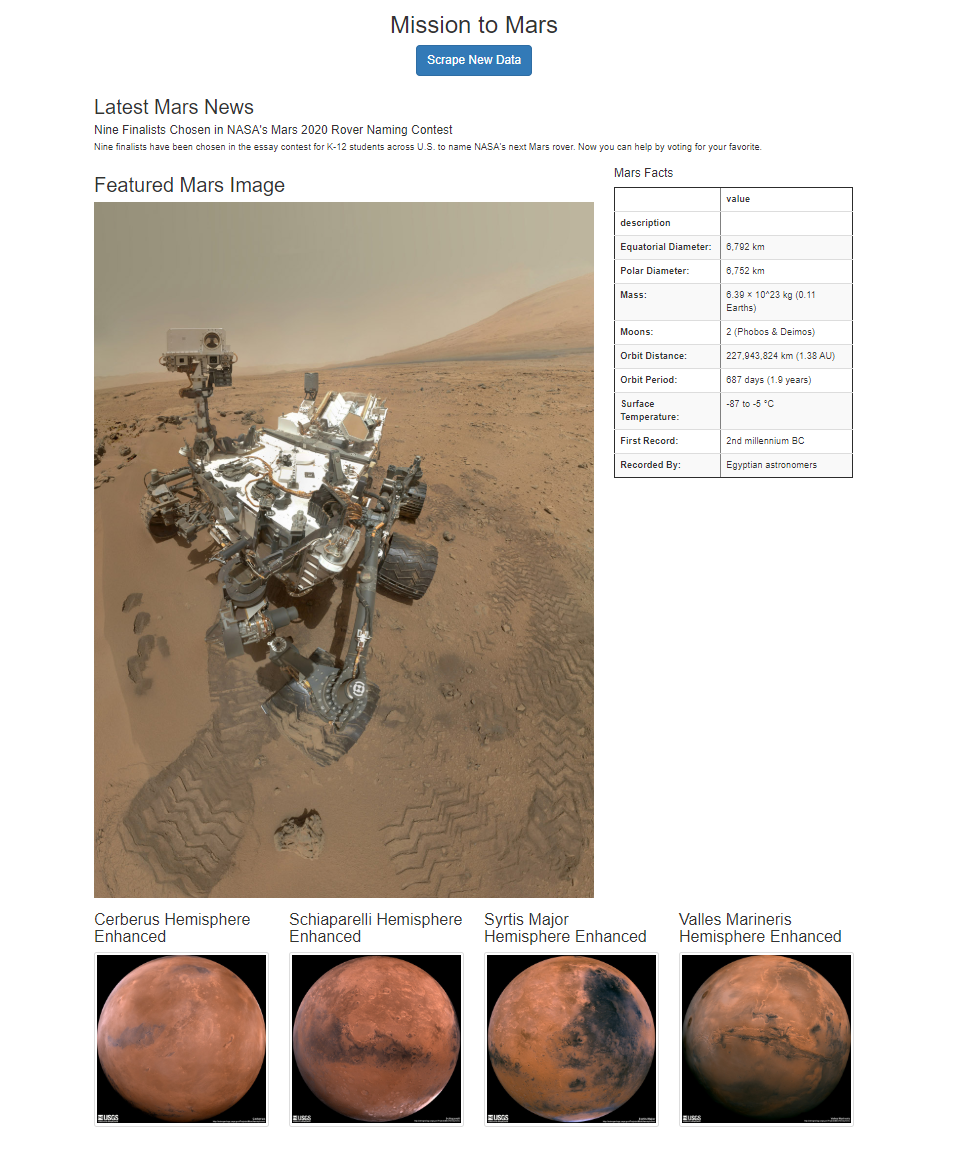 Mission to Mars
Scrape New Data
Latest Mars News
Nine Finalists Chosen in NASA's Mars 2020 Rover Naming Contest
Nine finalists have been chosen in the essay contest for K-12 students across U.S. to name NASA's next Mars rover. Now you can help by voting for your favorite.
Featured Mars Image
Mars Facts
value
description
Equatorial Diameter: 6,792 km
Polar Diameter: 6,752 km
Mass: 6.39 × 10^23 kg (0.11
Earths)
Moons: 2 (Phobos & Deimos)
Orbit Distance: 227,943,824 km (1.38 AU)
Orbit Period: 687 days (1.9 years)
Surface -87 to -5 °C
Temperature:
First Record: 2nd millennium BC
Recorded By: Egyptian astronomers
Cerberus Hemisphere
Enhanced
Schiaparelli Hemisphere
Enhanced
Syrtis Major
Hemisphere Enhanced
Valles Marineris
Hemisphere Enhanced
USGS
USGS
USGS
USGS